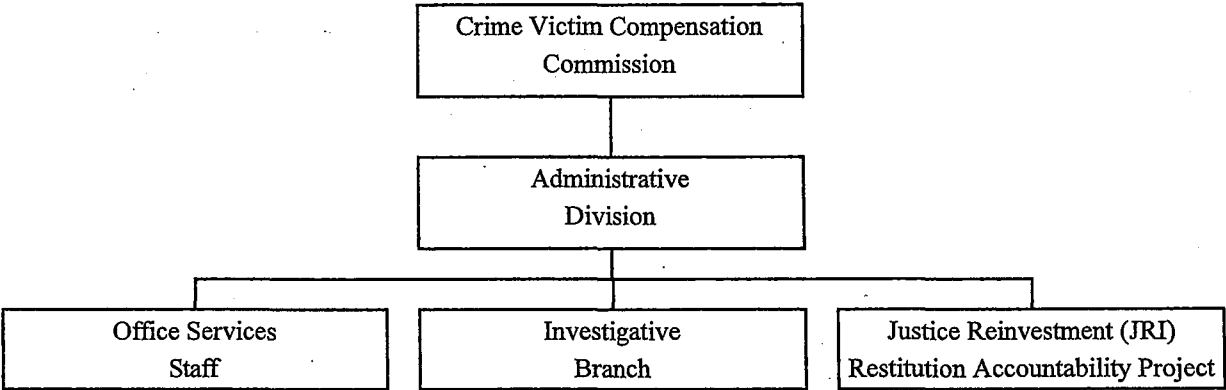 Crime Victim Compensation
Commission
Administrative
Division
Office Services
Staff
Investigative
Branch
Justice Reinvestment (JRI)
Restitution Accountability Project